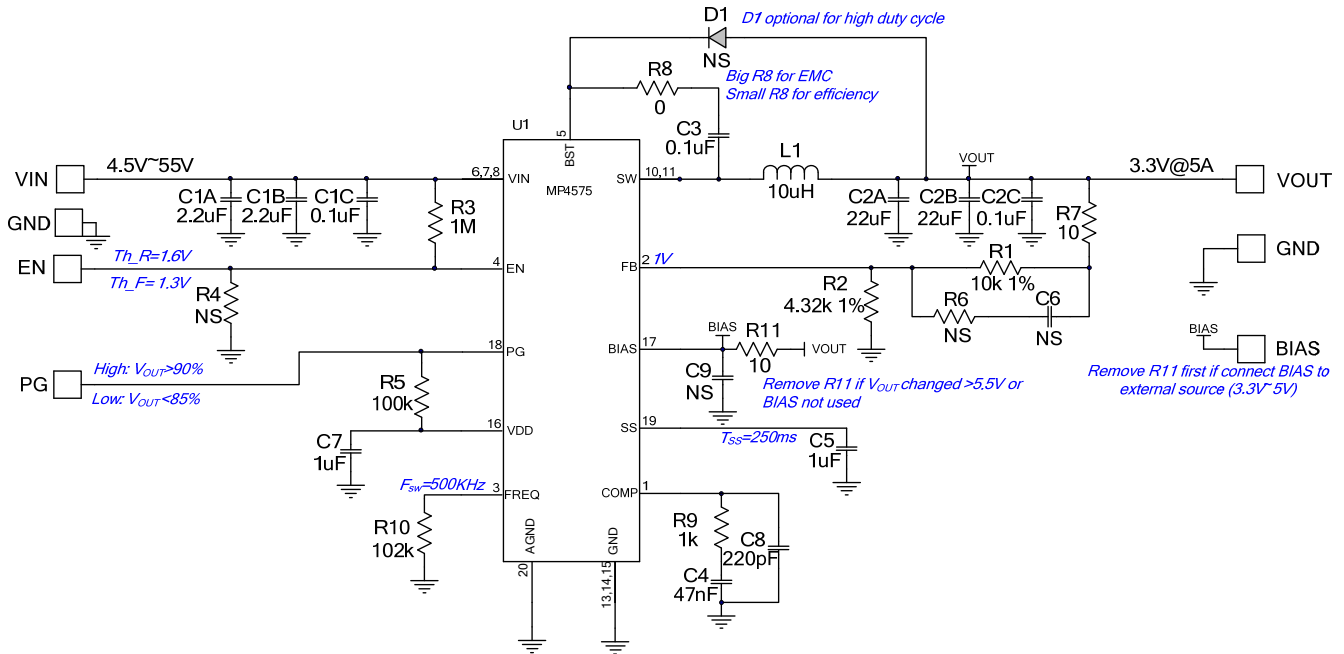 D1
D1 optional for high duty cycle
NS
R8
0
Big R8 for EMC
Small R8 for efficiency
C3
0.1uF
U1
5
BST
MP4575
VIN
4.5V~55V
6,7,8
VIN
C1A
2.2uF
C1B
2.2uF
C1C
0.1uF
R3
1M
GND
EN
Th_R=1.6V
Th_F= 1.3V
4
EN
R4
NS
SW
10,11
L1
10uH
VOUT
3.3V@5A
VOUT
C2A
22uF
C2B
22uF
C2C
0.1uF
R7
10
GND
FB
2
1V
R1
10k 1%
R2
4.32k 1%
R6
NS
C6
NS
PG
High: VOUT>90%
Low: VOUT<85%
18
PG
R5
100k
BIAS
17
BIAS
R11
10
VOUT
C9
NS
Remove R11 if VOUT changed >5.5V or
BIAS not used
BIAS
BIAS
Remove R11 first if connect BIAS to
external source (3.3V~5V)
16
VDD
C7
1uF
SS
19
TSS=250ms
C5
1uF
Fsw=500KHz
3
FREQ
R10
102k
COMP
1
R9
1k
C8
220pF
C4
47nF
AGND
20
GND
13,14,15